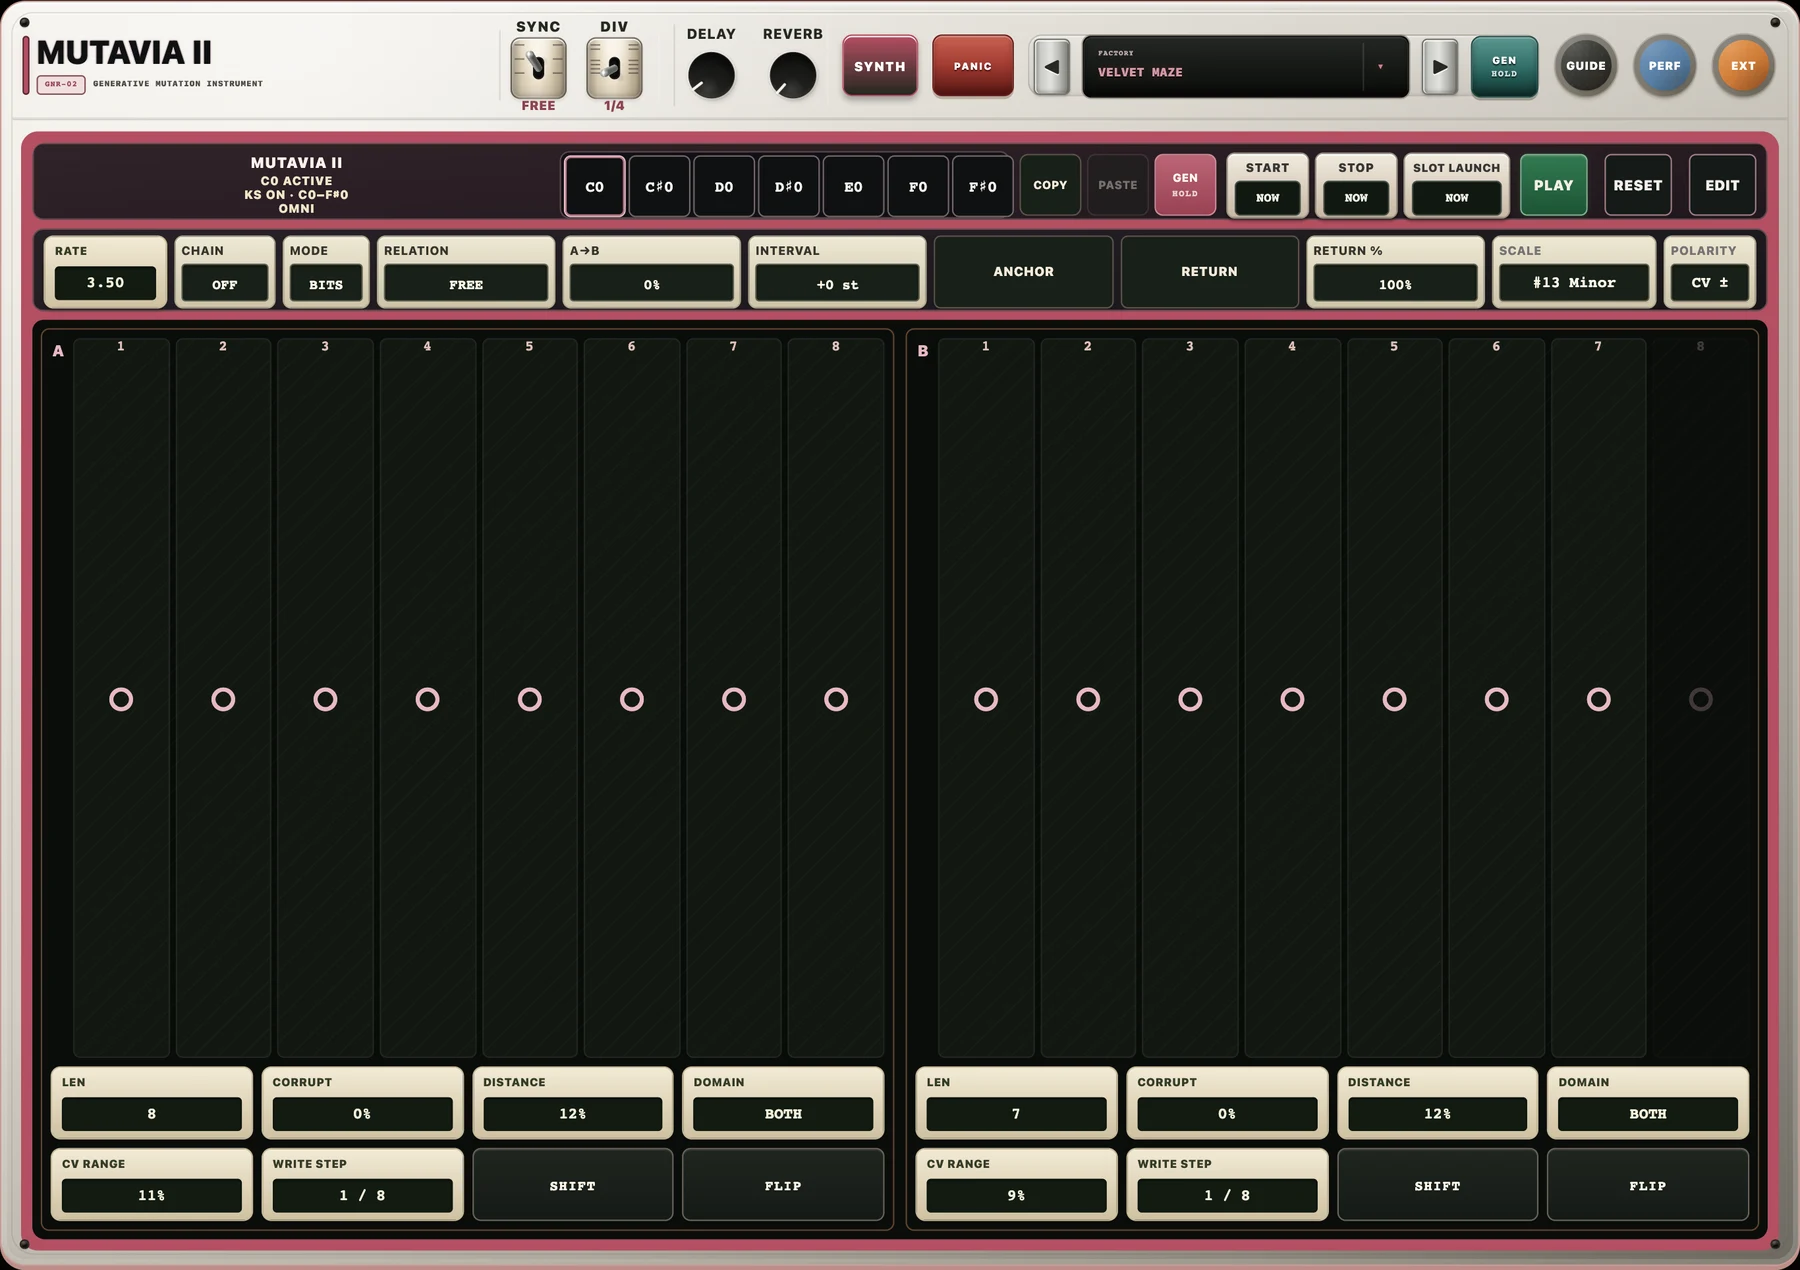 MUTAVIA II
GHR-02 GENERATIVE MUTATION INSTRUMENT
SYNC
FREE
DIV
1/4
DELAY
REVERB
SYNTH
PANIC
FACTORY
VELVET MAZE
GEN
HOLD
GUIDE
PERF
EXT
MUTAVIA II
C0 ACTIVE
KS ON · C0–F#0
OMNI
C0
C♯0
D0
D♯0
E0
F0
F♯0
COPY
PASTE
GEN
HOLD
START
NOW
STOP
NOW
SLOT LAUNCH
NOW
PLAY
RESET
EDIT
RATE
3.50
CHAIN
OFF
MODE
BITS
RELATION
FREE
A→B
0%
INTERVAL
+0 st
ANCHOR
RETURN
RETURN %
100%
SCALE
#13 Minor
POLARITY
CV ±
A
1 2 3 4 5 6 7 8
LEN
8
CORRUPT
0%
DISTANCE
12%
DOMAIN
BOTH
CV RANGE
11%
WRITE STEP
1 / 8
SHIFT
FLIP
B
1 2 3 4 5 6 7 8
LEN
7
CORRUPT
0%
DISTANCE
12%
DOMAIN
BOTH
CV RANGE
9%
WRITE STEP
1 / 8
SHIFT
FLIP